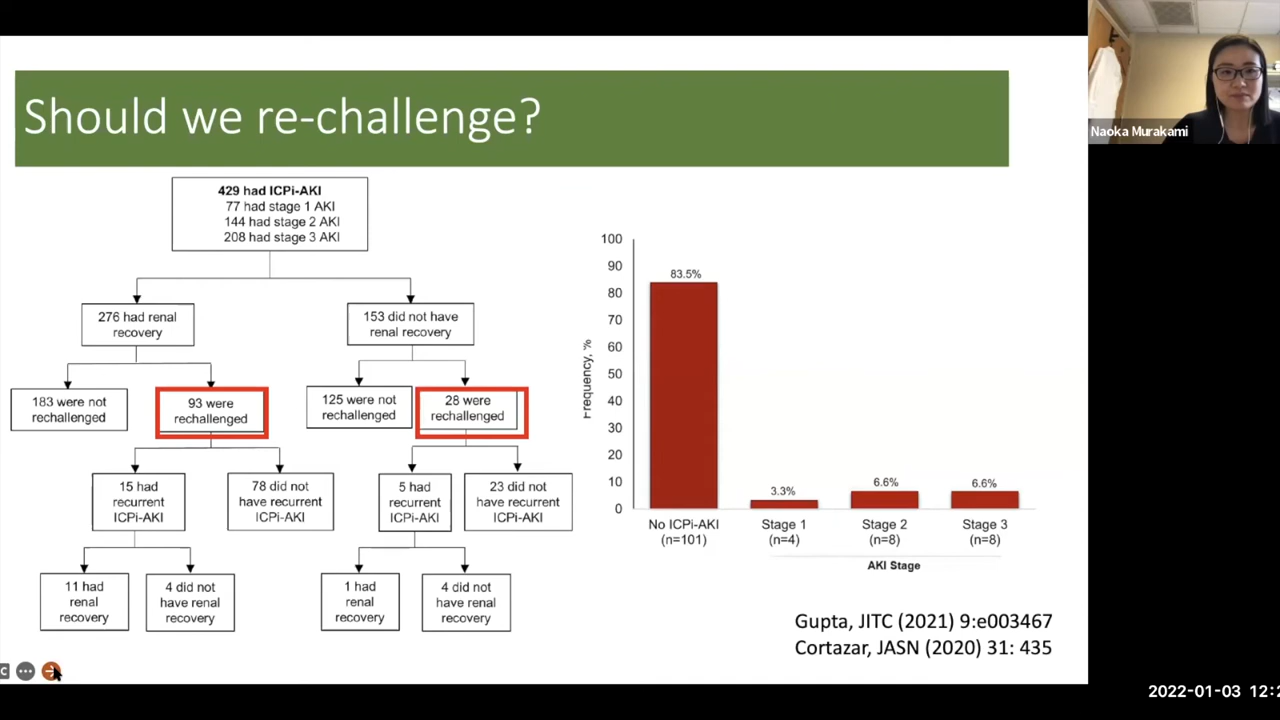 Should we re-challenge?
429 had ICPi-AKI
77 had stage 1 AKI
144 had stage 2 AKI
208 had stage 3 AKI
276 had renal
recovery
153 did not have
renal recovery
183 were not
rechallenged
93 were
rechallenged
125 were not
rechallenged
28 were
rechallenged
15 had
recurrent
ICPi-AKI
78 did not
have recurrent
ICPi-AKI
5 had
recurrent
ICPi-AKI
23 did not
have recurrent
ICPi-AKI
11 had
renal
recovery
4 did not
have renal
recovery
1 had
renal
recovery
4 did not
have renal
recovery
Frequency, %
100
90
80
70
60
50
40
30
20
10
0
83.5%
3.3%
6.6%
6.6%
No ICPi-AKI
(n=101)
Stage 1
(n=4)
Stage 2
(n=8)
Stage 3
(n=8)
AKI Stage
Gupta, JITC (2021) 9:e003467
Cortazar, JASN (2020) 31: 435
Naoka Murakami
2022-01-03